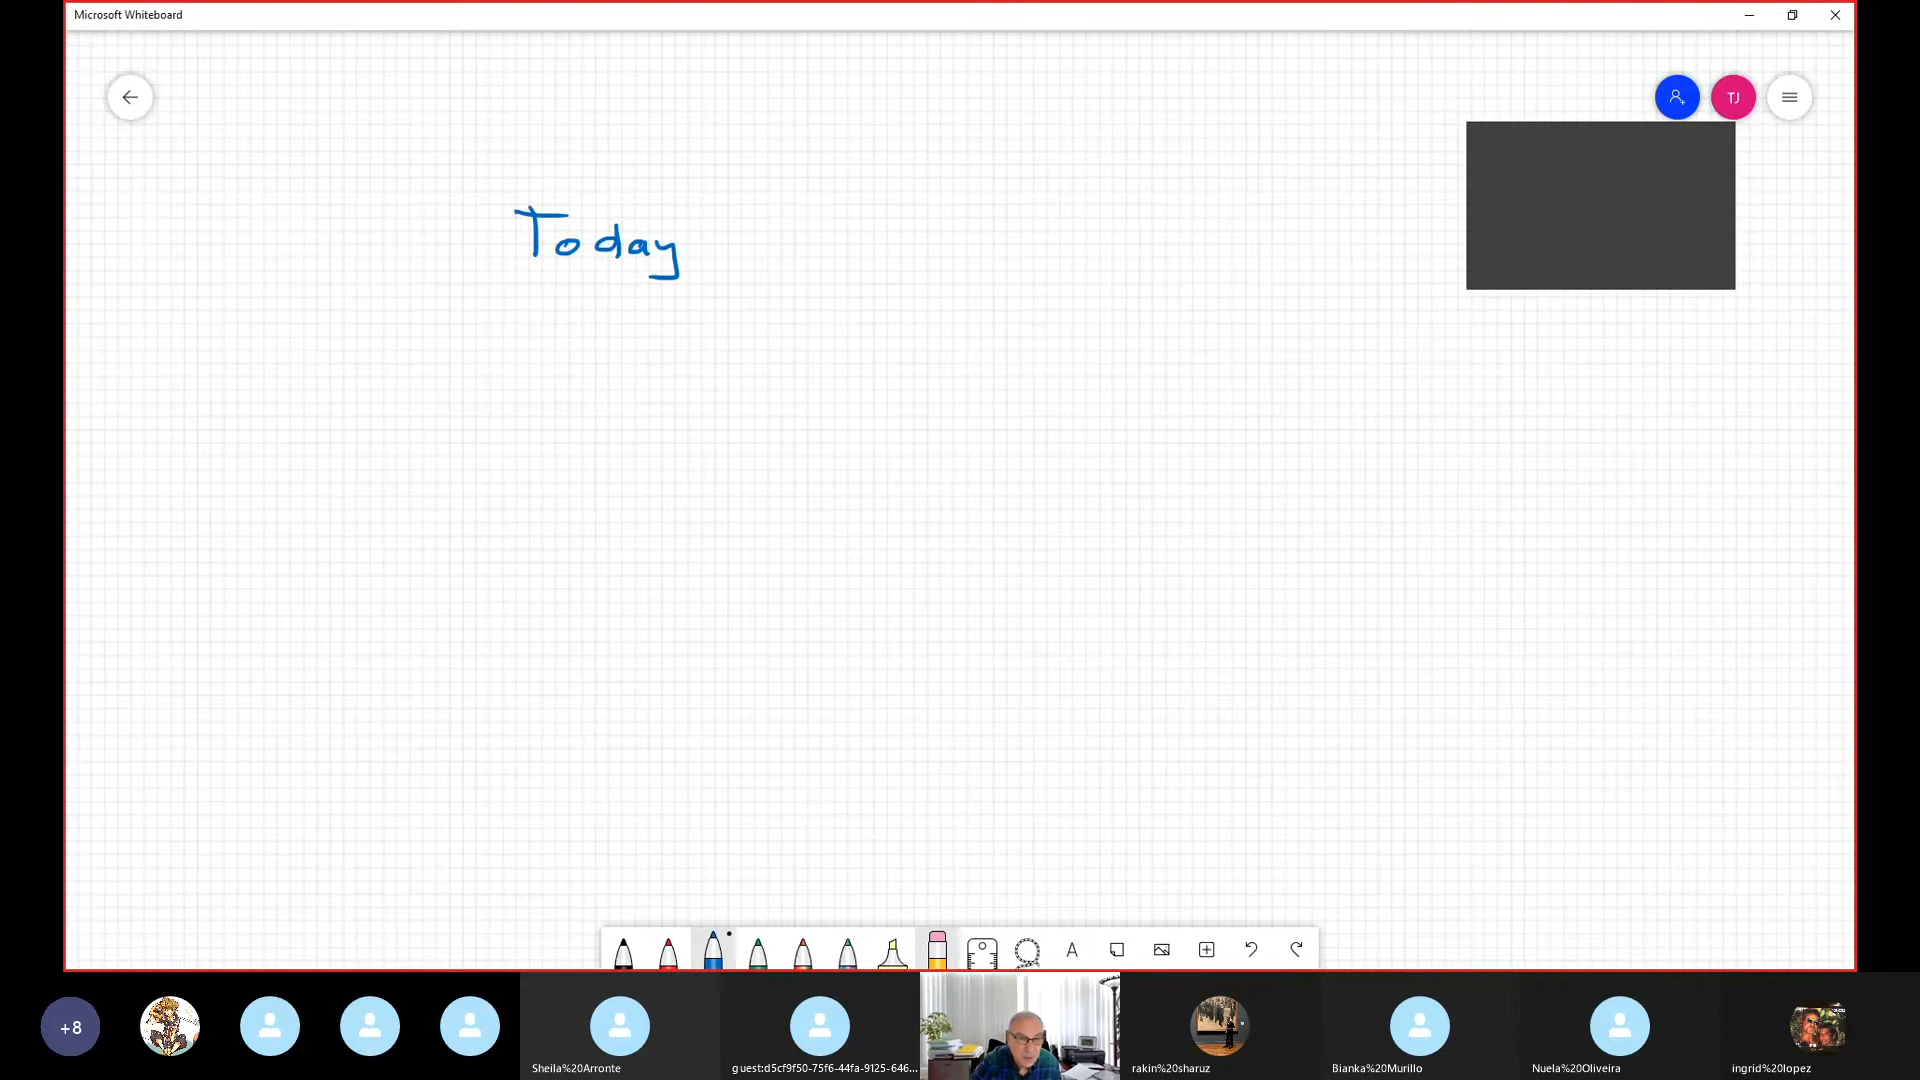 Microsoft Whiteboard
TJ
Today
A
+8
Sheila%20Arronte
guest:d5cf9f50-75f6-44fa-9125-646...
rakin%20sharuz
Bianka%20Murillo
Nuela%20Oliveira
ingrid%20lopez